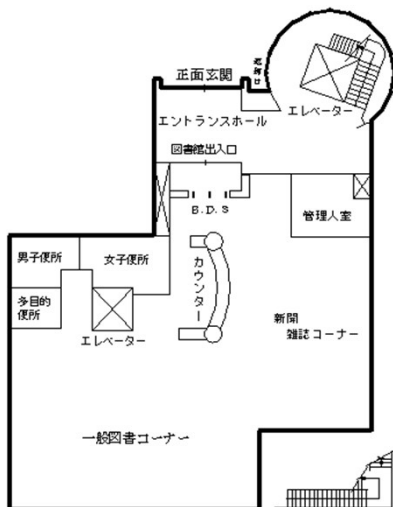 正面玄関
エレベーター
エントランスホール
図書館出入口
B.D.S
管理人室
男子便所
女子便所
カウンター
多目的
便所
新聞
雑誌コーナー
エレベーター
一般図書コーナー